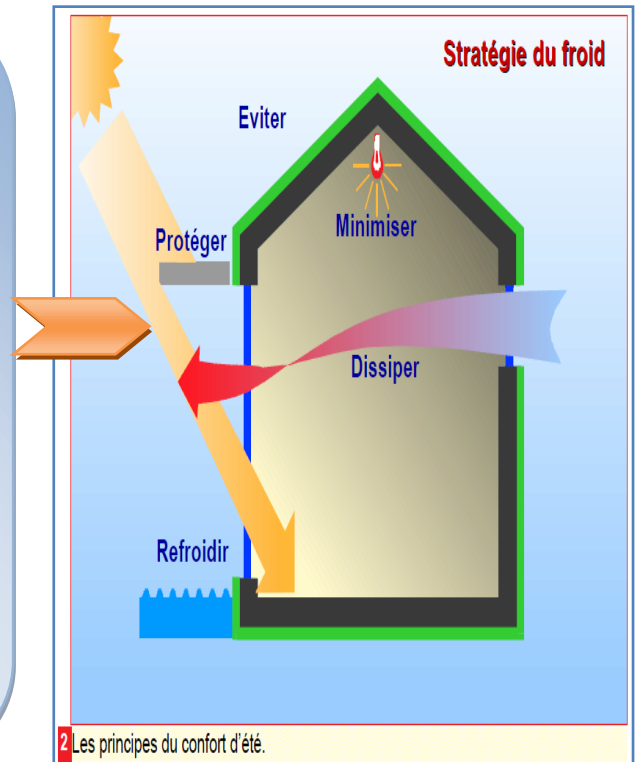 Stratégie du froid
Eviter
Protéger
Minimiser
Dissiper
Refroidir
2 Les principes du confort d'été.